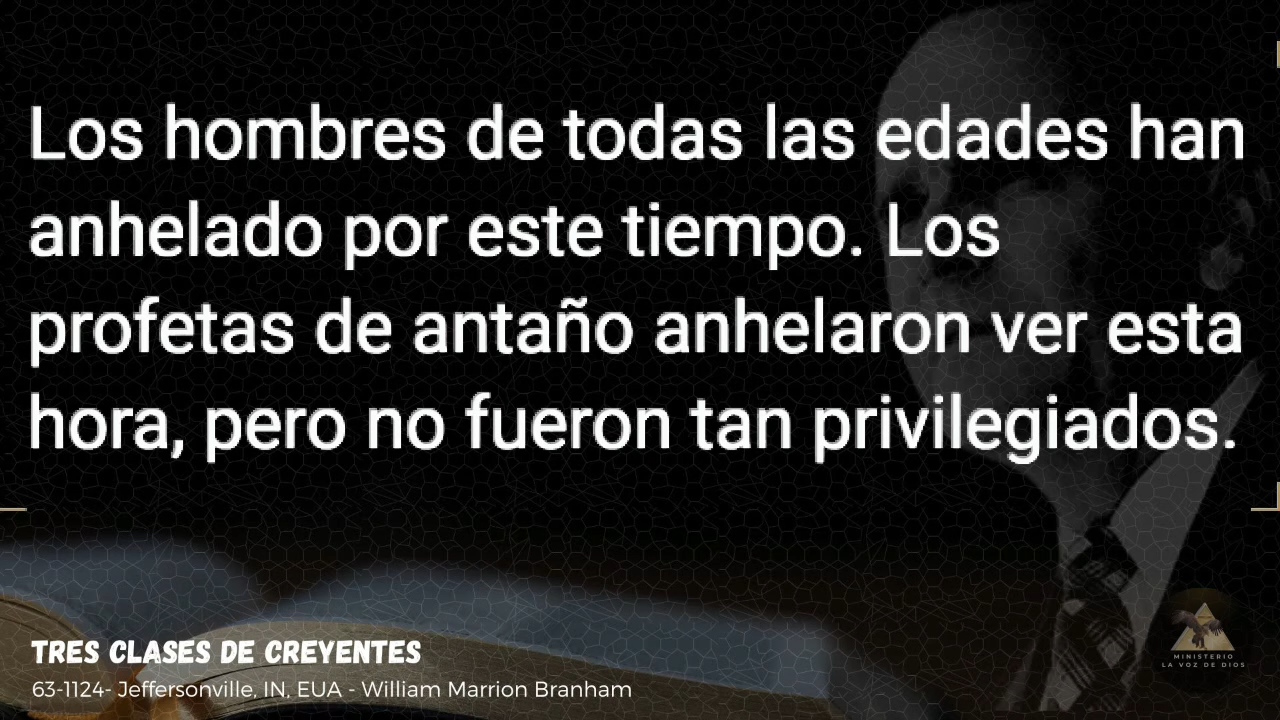 Los hombres de todas las edades han
anhelado por este tiempo. Los
profetas de antaño anhelaron ver esta
hora, pero no fueron tan privilegiados.
TRES CLASES DE CREYENTES
63-1124- Jeffersonville, IN, EUA - William Marrion Branham
MINISTERIO
LA VOZ DE DIOS